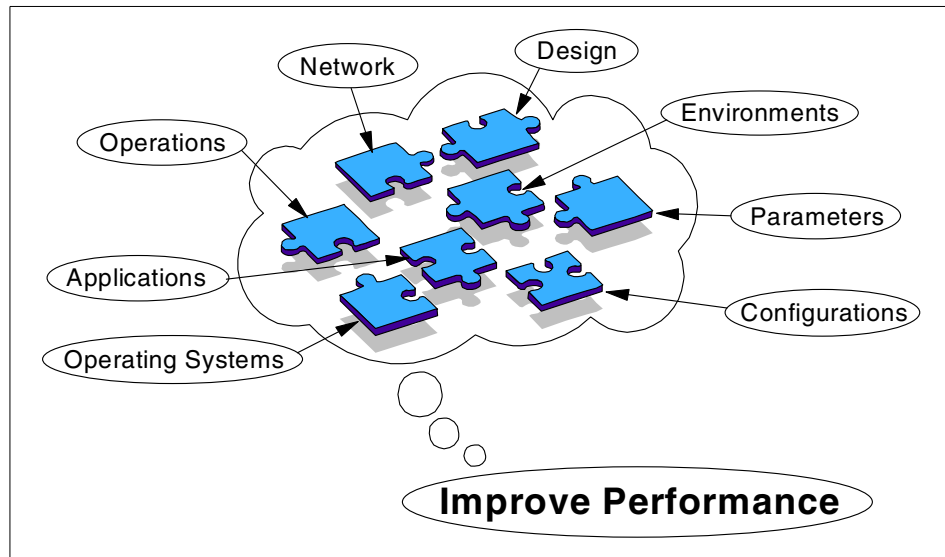 Design
Network
Environments
Operations
Parameters
Applications
Configurations
Operating Systems
Improve Performance